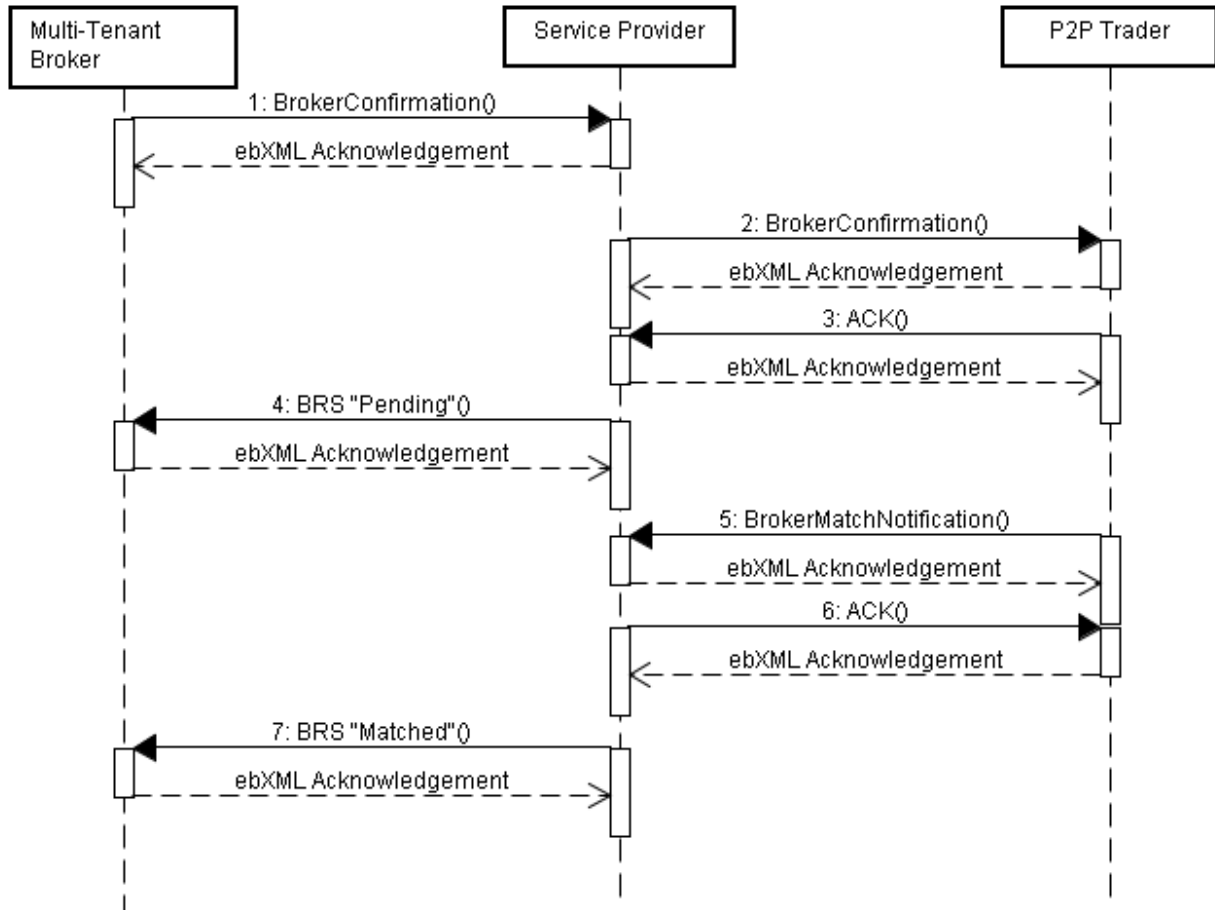 Multi-Tenant
Broker
Service Provider
P2P Trader
1: BrokerConfirmation()
ebXML Acknowledgement
2: BrokerConfirmation()
ebXML Acknowledgement
3: ACK()
ebXML Acknowledgement
4: BRS "Pending"()
ebXML Acknowledgement
5: BrokerMatchNotification()
ebXML Acknowledgement
6: ACK()
ebXML Acknowledgement
7: BRS "Matched"()
ebXML Acknowledgement